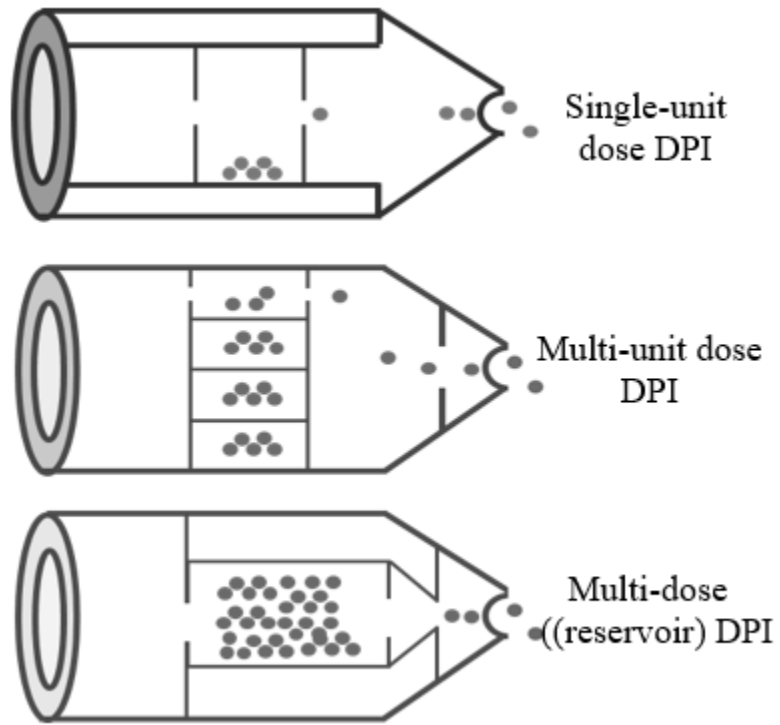 Single-unit
dose DPI
Multi-unit dose
DPI
Multi-dose
((reservoir) DPI